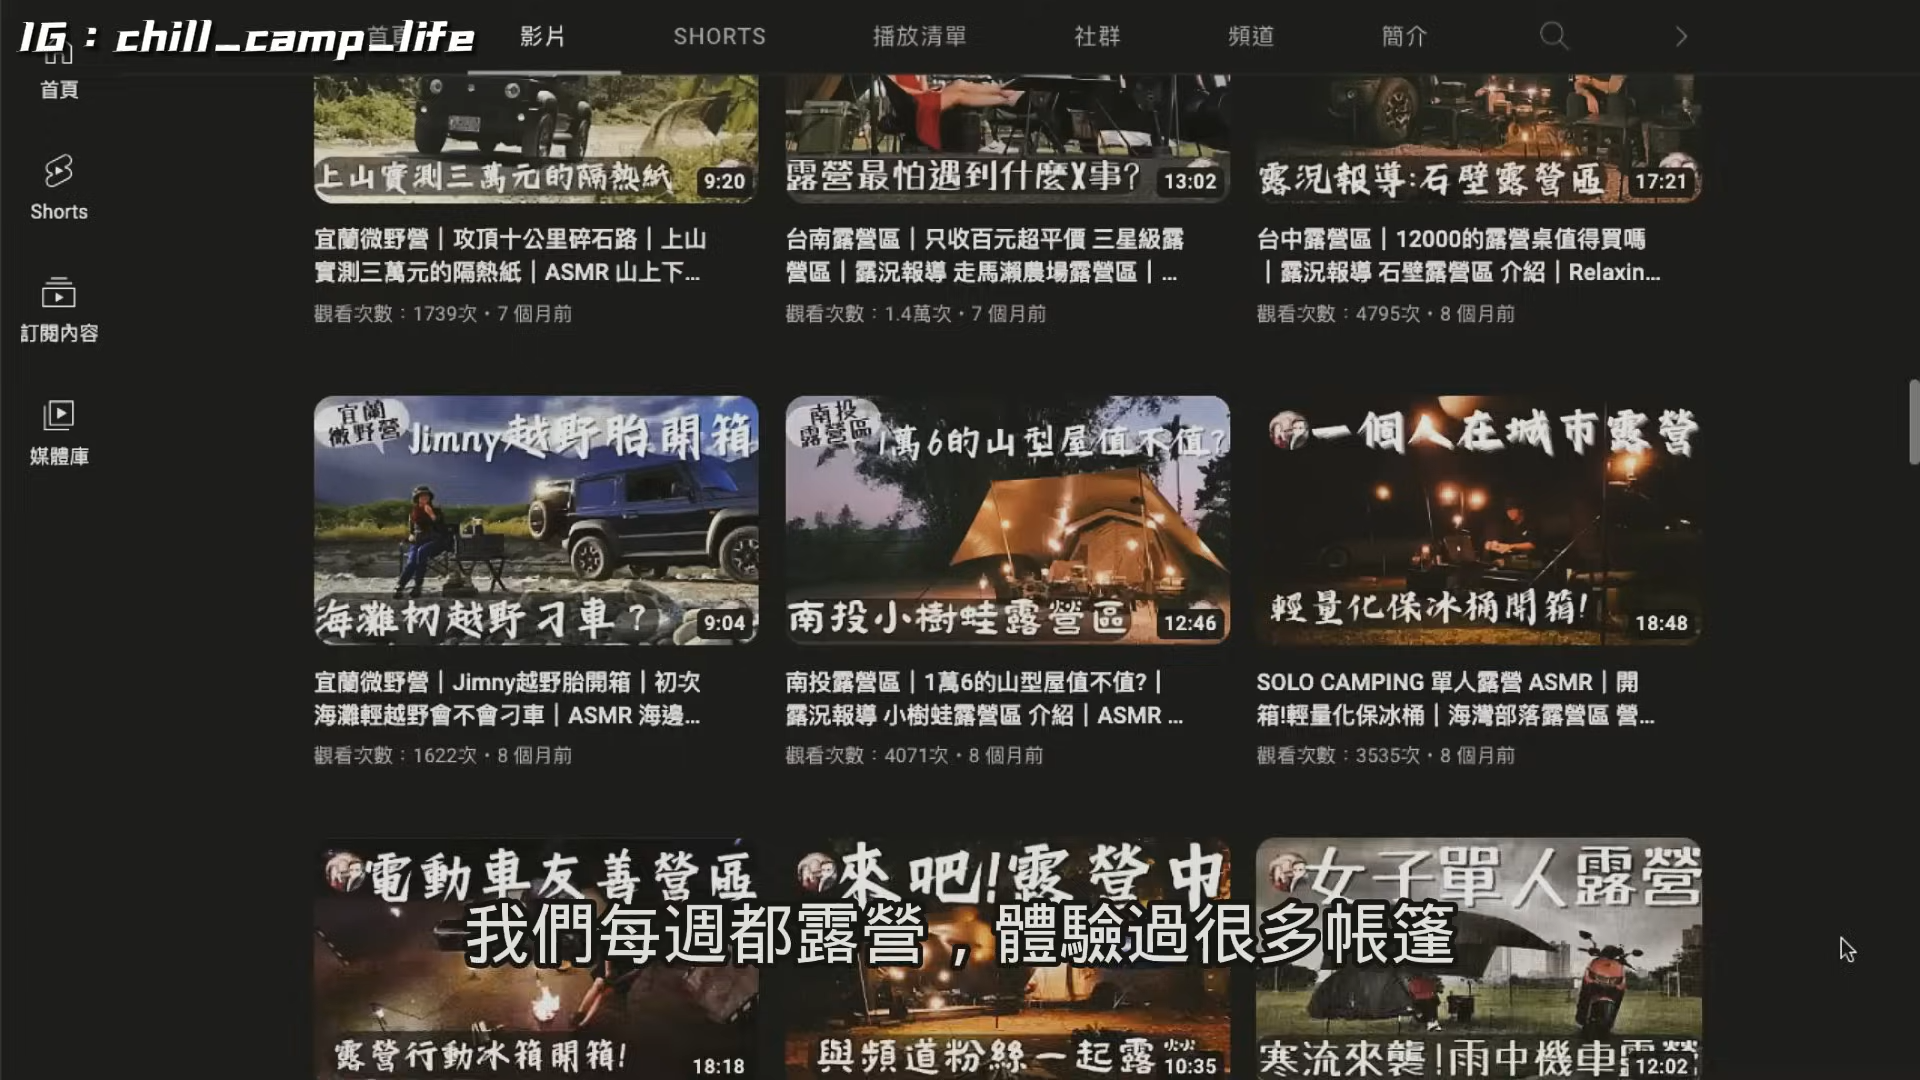 IG：chill_camp_life
首頁
影片
SHORTS
播放清單
社群
頻道
簡介
首頁
Shorts
訂閱內容
媒體庫
上山實測三萬元的隔熱紙
9:20
露營最怕遇到什麼X事?
13:02
露況報導:石壁露營區
17:21
宜蘭微野營｜攻頂十公里碎石路｜上山
實測三萬元的隔熱紙｜ASMR 山上下...
觀看次數：1739次・7 個月前
台南露營區｜只收百元超平價 三星級露
營區｜露況報導 走馬瀨農場露營區｜...
觀看次數：1.4萬次・7 個月前
台中露營區｜12000的露營桌值得買嗎
｜露況報導 石壁露營區 介紹｜Relaxin...
觀看次數：4795次・8 個月前
宜蘭
微野營
Jimny越野胎開箱
海灘初越野刁車？
9:04
南投
露營區
1萬6的山型屋值不值?
南投小樹蛙露營區
12:46
一個人在城市露營
輕量化保冰桶開箱!
18:48
宜蘭微野營｜Jimny越野胎開箱｜初次
海灘輕越野會不會刁車｜ASMR 海邊...
觀看次數：1622次・8 個月前
南投露營區｜1萬6的山型屋值不值?｜
露況報導 小樹蛙露營區 介紹｜ASMR ...
觀看次數：4071次・8 個月前
SOLO CAMPING 單人露營 ASMR｜開
箱!輕量化保冰桶｜海灣部落露營區 營...
觀看次數：3535次・8 個月前
電動車友善營區
來吧!露營中
女子單人露營
我們每週都露營，體驗過很多帳篷
露營行動冰箱開箱!
18:18
與頻道粉絲一起露
10:35
寒流來襲!雨中機車露營
12:02